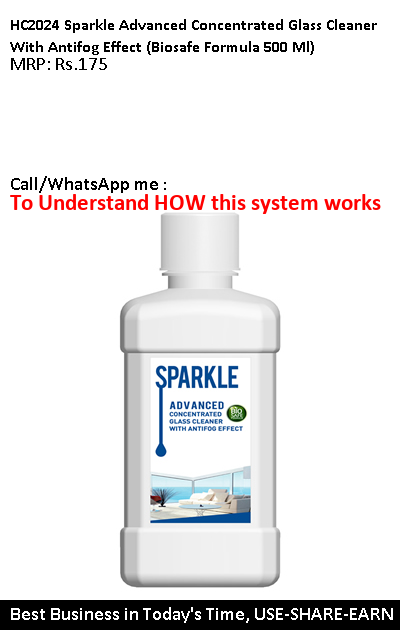 HC2024 Sparkle Advanced Concentrated Glass Cleaner
With Antifog Effect (Biosafe Formula 500 Ml)
MRP: Rs.175
Call/WhatsApp me :
To Understand HOW this system works
SPARKLE
ADVANCED
CONCENTRATED
GLASS CLEANER
WITH ANTIFOG EFFECT
Bio
Best Business in Today's Time, USE-SHARE-EARN